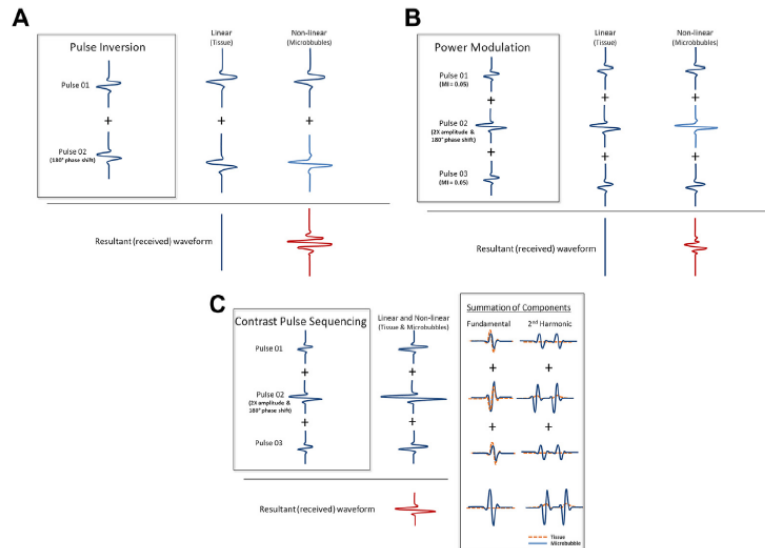 A
Pulse Inversion
Pulse 01
+
Pulse 02
(180° phase shift)
Linear
(Tissue)
Non-linear
(Microbubbles)
+
+
Resultant (received) waveform
B
Power Modulation
Pulse 01
(MI = 0.05)
+
Pulse 02
(2X amplitude &
180° phase shift)
+
Pulse 03
(MI = 0.05)
Linear
(Tissue)
Non-linear
(Microbubbles)
+
+
+
+
Resultant (received) waveform
C
Contrast Pulse Sequencing
Pulse 01
+
Pulse 02
(2X amplitude &
180° phase shift)
+
Pulse 03
Linear and Non-linear
(Tissue & Microbubbles)
+
+
Resultant (received) waveform
Summation of Components
Fundamental
2nd Harmonic
+
+
+
+
Tissue
Microbubble